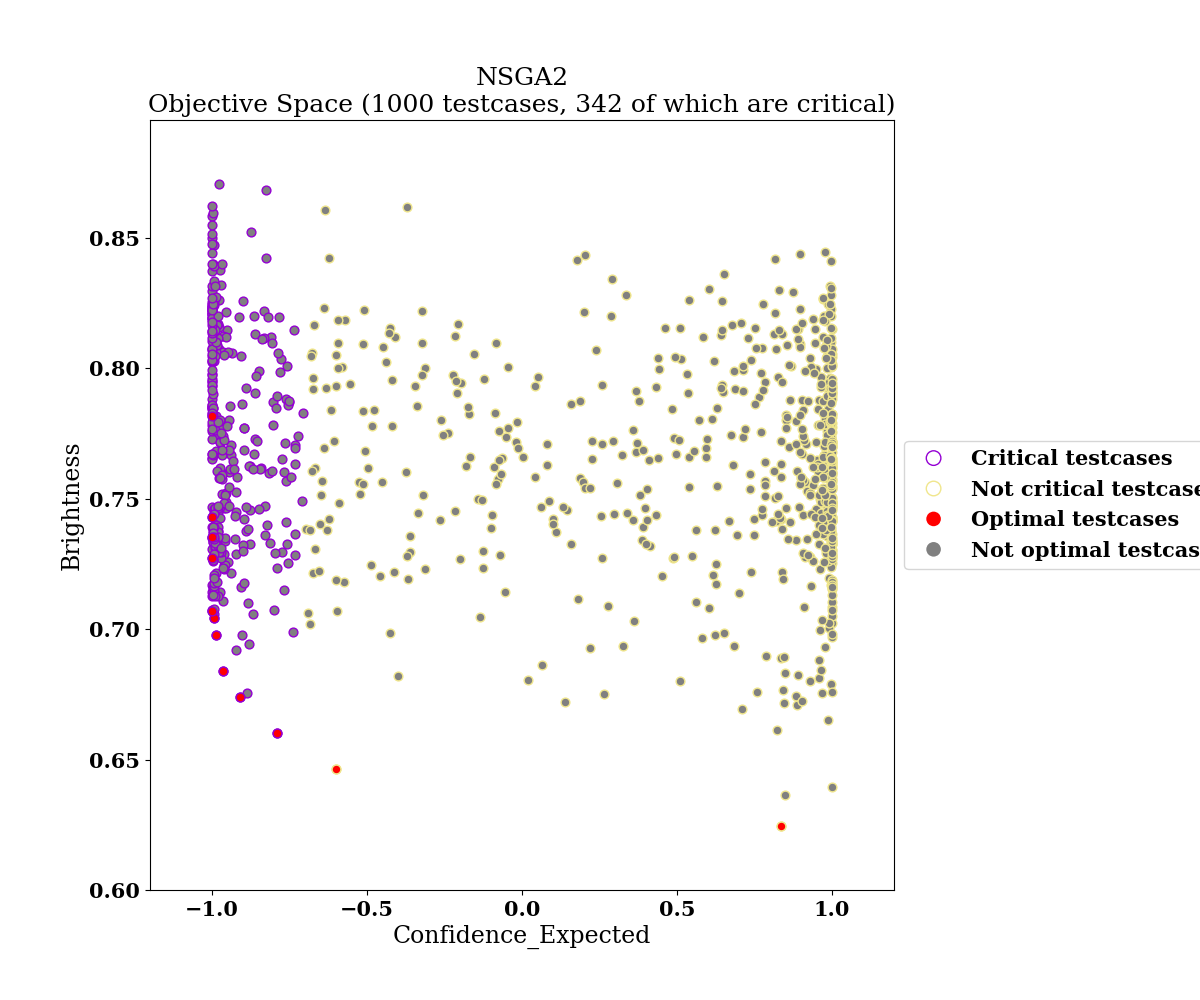 NSGA2
Objective Space (1000 testcases, 342 of which are critical)
Brightness
0.85
0.80
0.75
0.70
0.65
0.60
−1.0
−0.5
0.0
0.5
1.0
Confidence_Expected
Critical testcases
Not critical testcase
Optimal testcases
Not optimal testcas